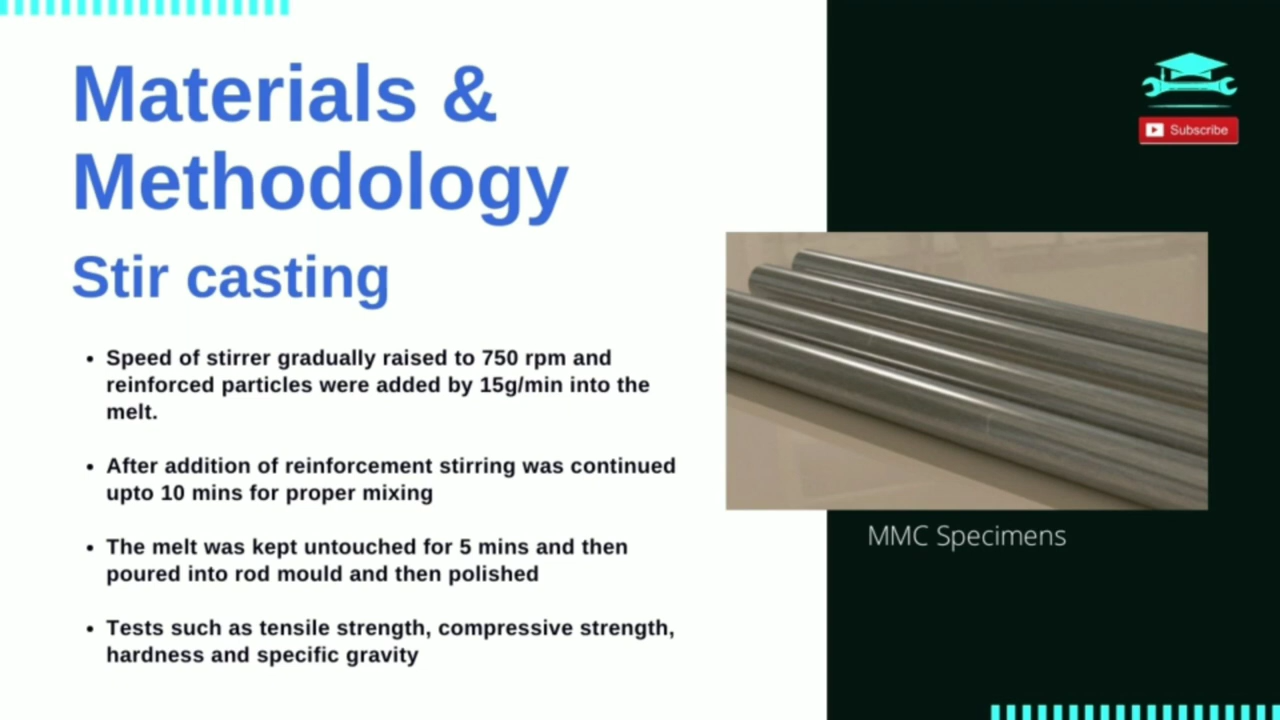 Materials &
Methodology
Stir casting
• Speed of stirrer gradually raised to 750 rpm and
reinforced particles were added by 15g/min into the
melt.
• After addition of reinforcement stirring was continued
upto 10 mins for proper mixing
• The melt was kept untouched for 5 mins and then
poured into rod mould and then polished
• Tests such as tensile strength, compressive strength,
hardness and specific gravity
Subscribe
MMC Specimens